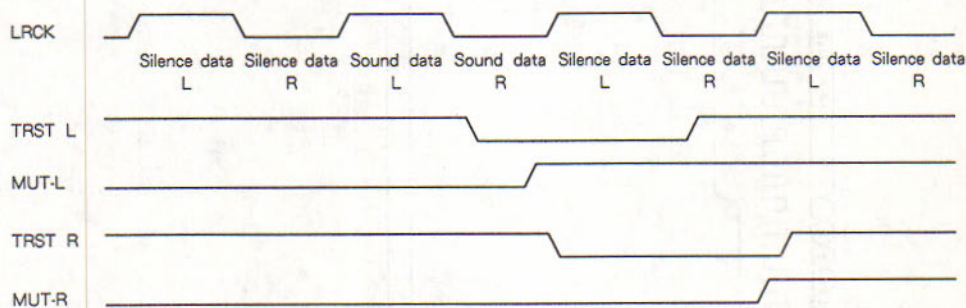 LRCK
Silence data Silence data Sound data Sound data Silence data Silence data Silence data Silence data
L R L R L R L R
TRST L
MUT-L
TRST R
MUT-R